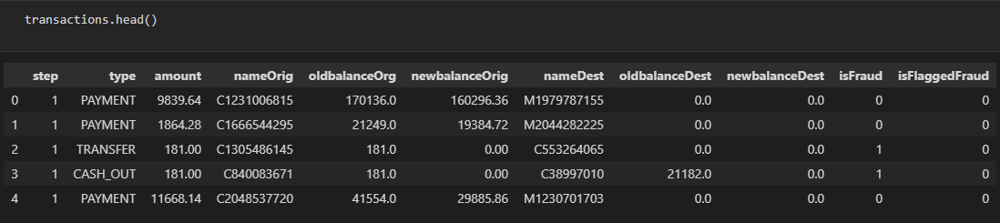 transactions.head()
step type amount nameOrig oldbalanceOrg newbalanceOrig nameDest oldbalanceDest newbalanceDest isFraud isFlaggedFraud
0 1 PAYMENT 9839.64 C1231006815 170136.0 160296.36 M1979787155 0.0 0.0 0 0
1 1 PAYMENT 1864.28 C1666544295 21249.0 19384.72 M2044282225 0.0 0.0 0 0
2 1 TRANSFER 181.00 C1305486145 181.0 0.00 C553264065 0.0 0.0 1 0
3 1 CASH_OUT 181.00 C840083671 181.0 0.00 C38997010 21182.0 0.0 1 0
4 1 PAYMENT 11668.14 C2048537720 41554.0 29885.86 M1230701703 0.0 0.0 0 0